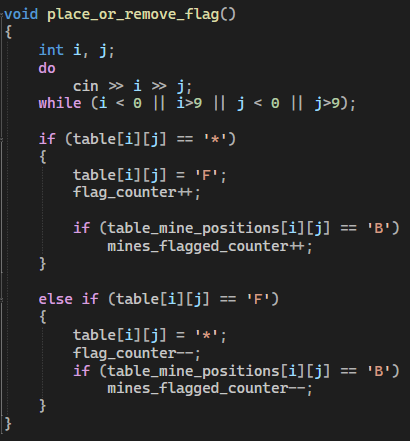 void place_or_remove_flag()
{
    int i, j;
    do
        cin >> i >> j;
    while (i < 0 || i>9 || j < 0 || j>9);

    if (table[i][j] == '*')
    {
        table[i][j] = 'F';
        flag_counter++;

        if (table_mine_positions[i][j] == 'B')
            mines_flagged_counter++;
    }

    else if (table[i][j] == 'F')
    {
        table[i][j] = '*';
        flag_counter--;
        if (table_mine_positions[i][j] == 'B')
            mines_flagged_counter--;
    }
}